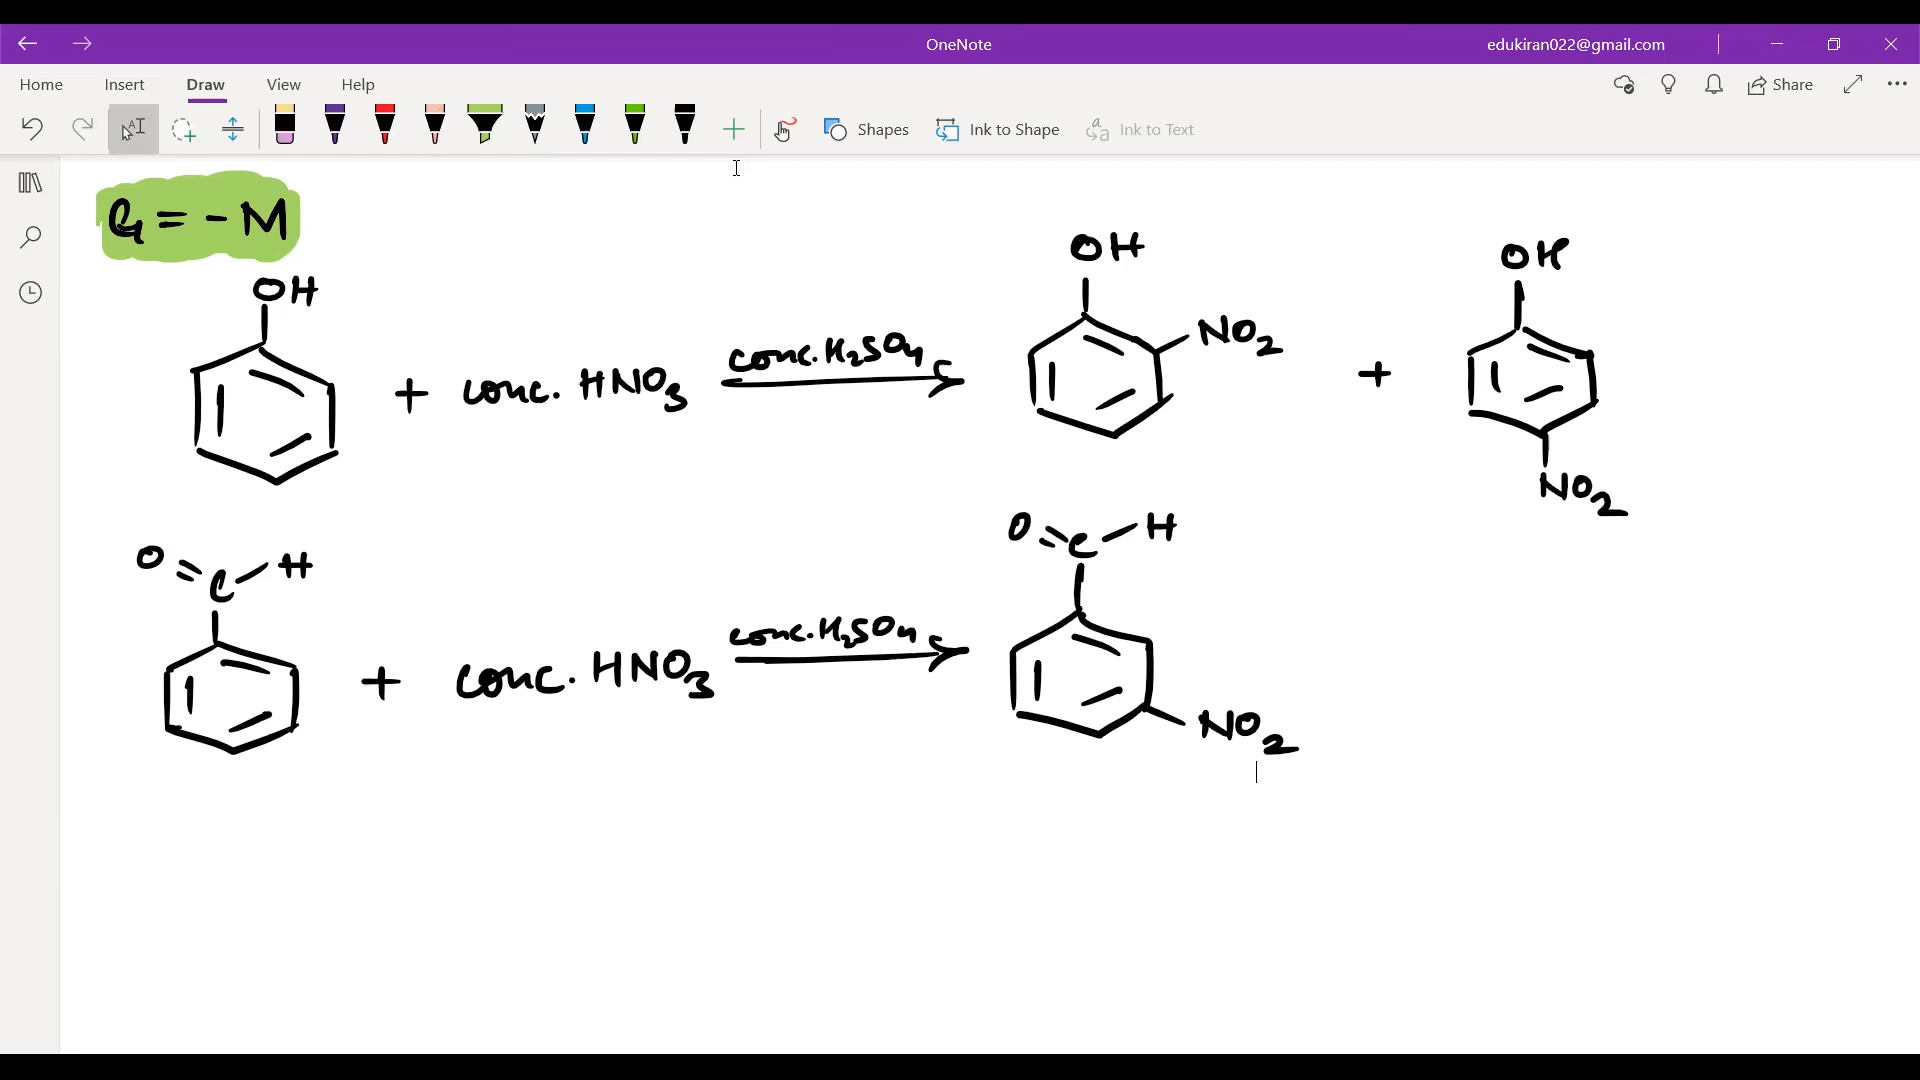 OneNote
edukiran022@gmail.com
Home Insert Draw View Help
Share
Shapes Ink to Shape Ink to Text
G = - M
OH
+ conc. HNO3
conc. H2SO4
OH
NO2
+
OH
NO2
O = C - H
+ conc. HNO3
conc. H2SO4
O = C - H
NO2